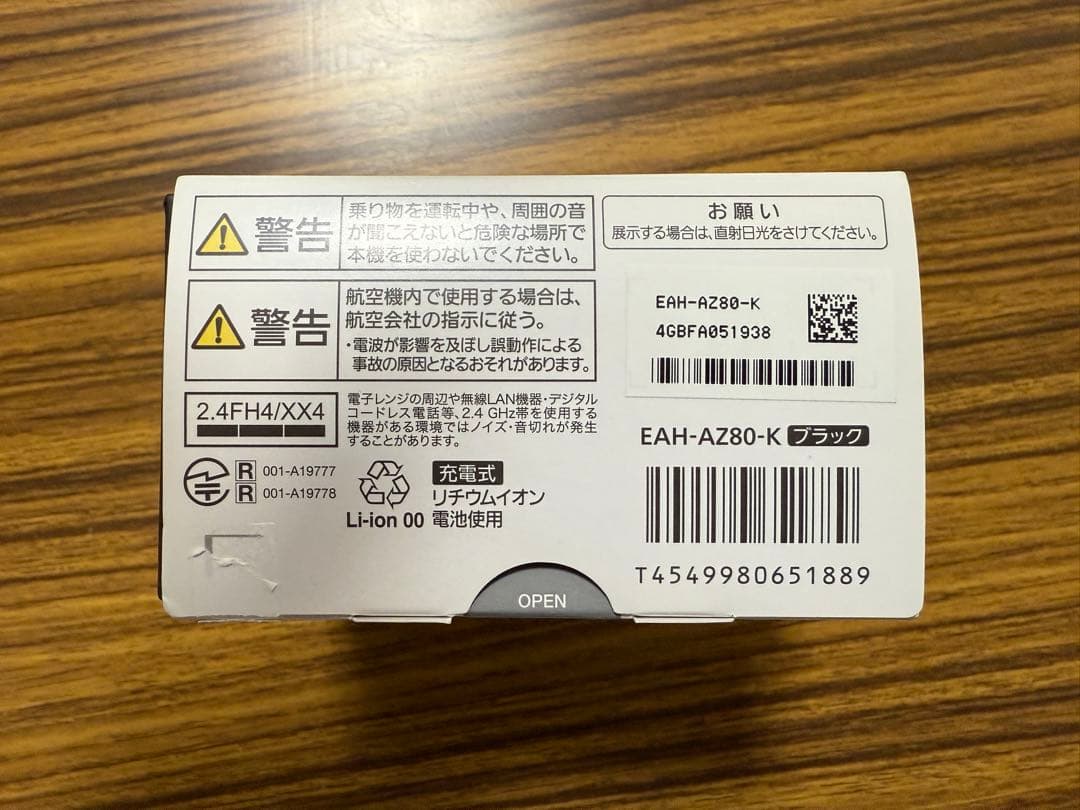 警告
乗り物を運転中や、周囲の音
が聞こえないと危険な場所で
本機を使わないでください。
警告
航空機内で使用する場合は、
航空会社の指示に従う。
・電波が影響を及ぼし誤動作による
事故の原因となるおそれがあります。
2.4FH4/XX4
電子レンジの周辺や無線LAN機器・デジタル
コードレス電話等、2.4 GHz帯を使用する
機器がある環境ではノイズ・音切れが発生
することがあります。
R 001-A19777
R 001-A19778
Li-ion 00
充電式
リチウムイオン
電池使用
お願い
展示する場合は、直射日光をさけてください。
EAH-AZ80-K
4GBFA051938
EAH-AZ80-K ブラック
T4549980651889
OPEN